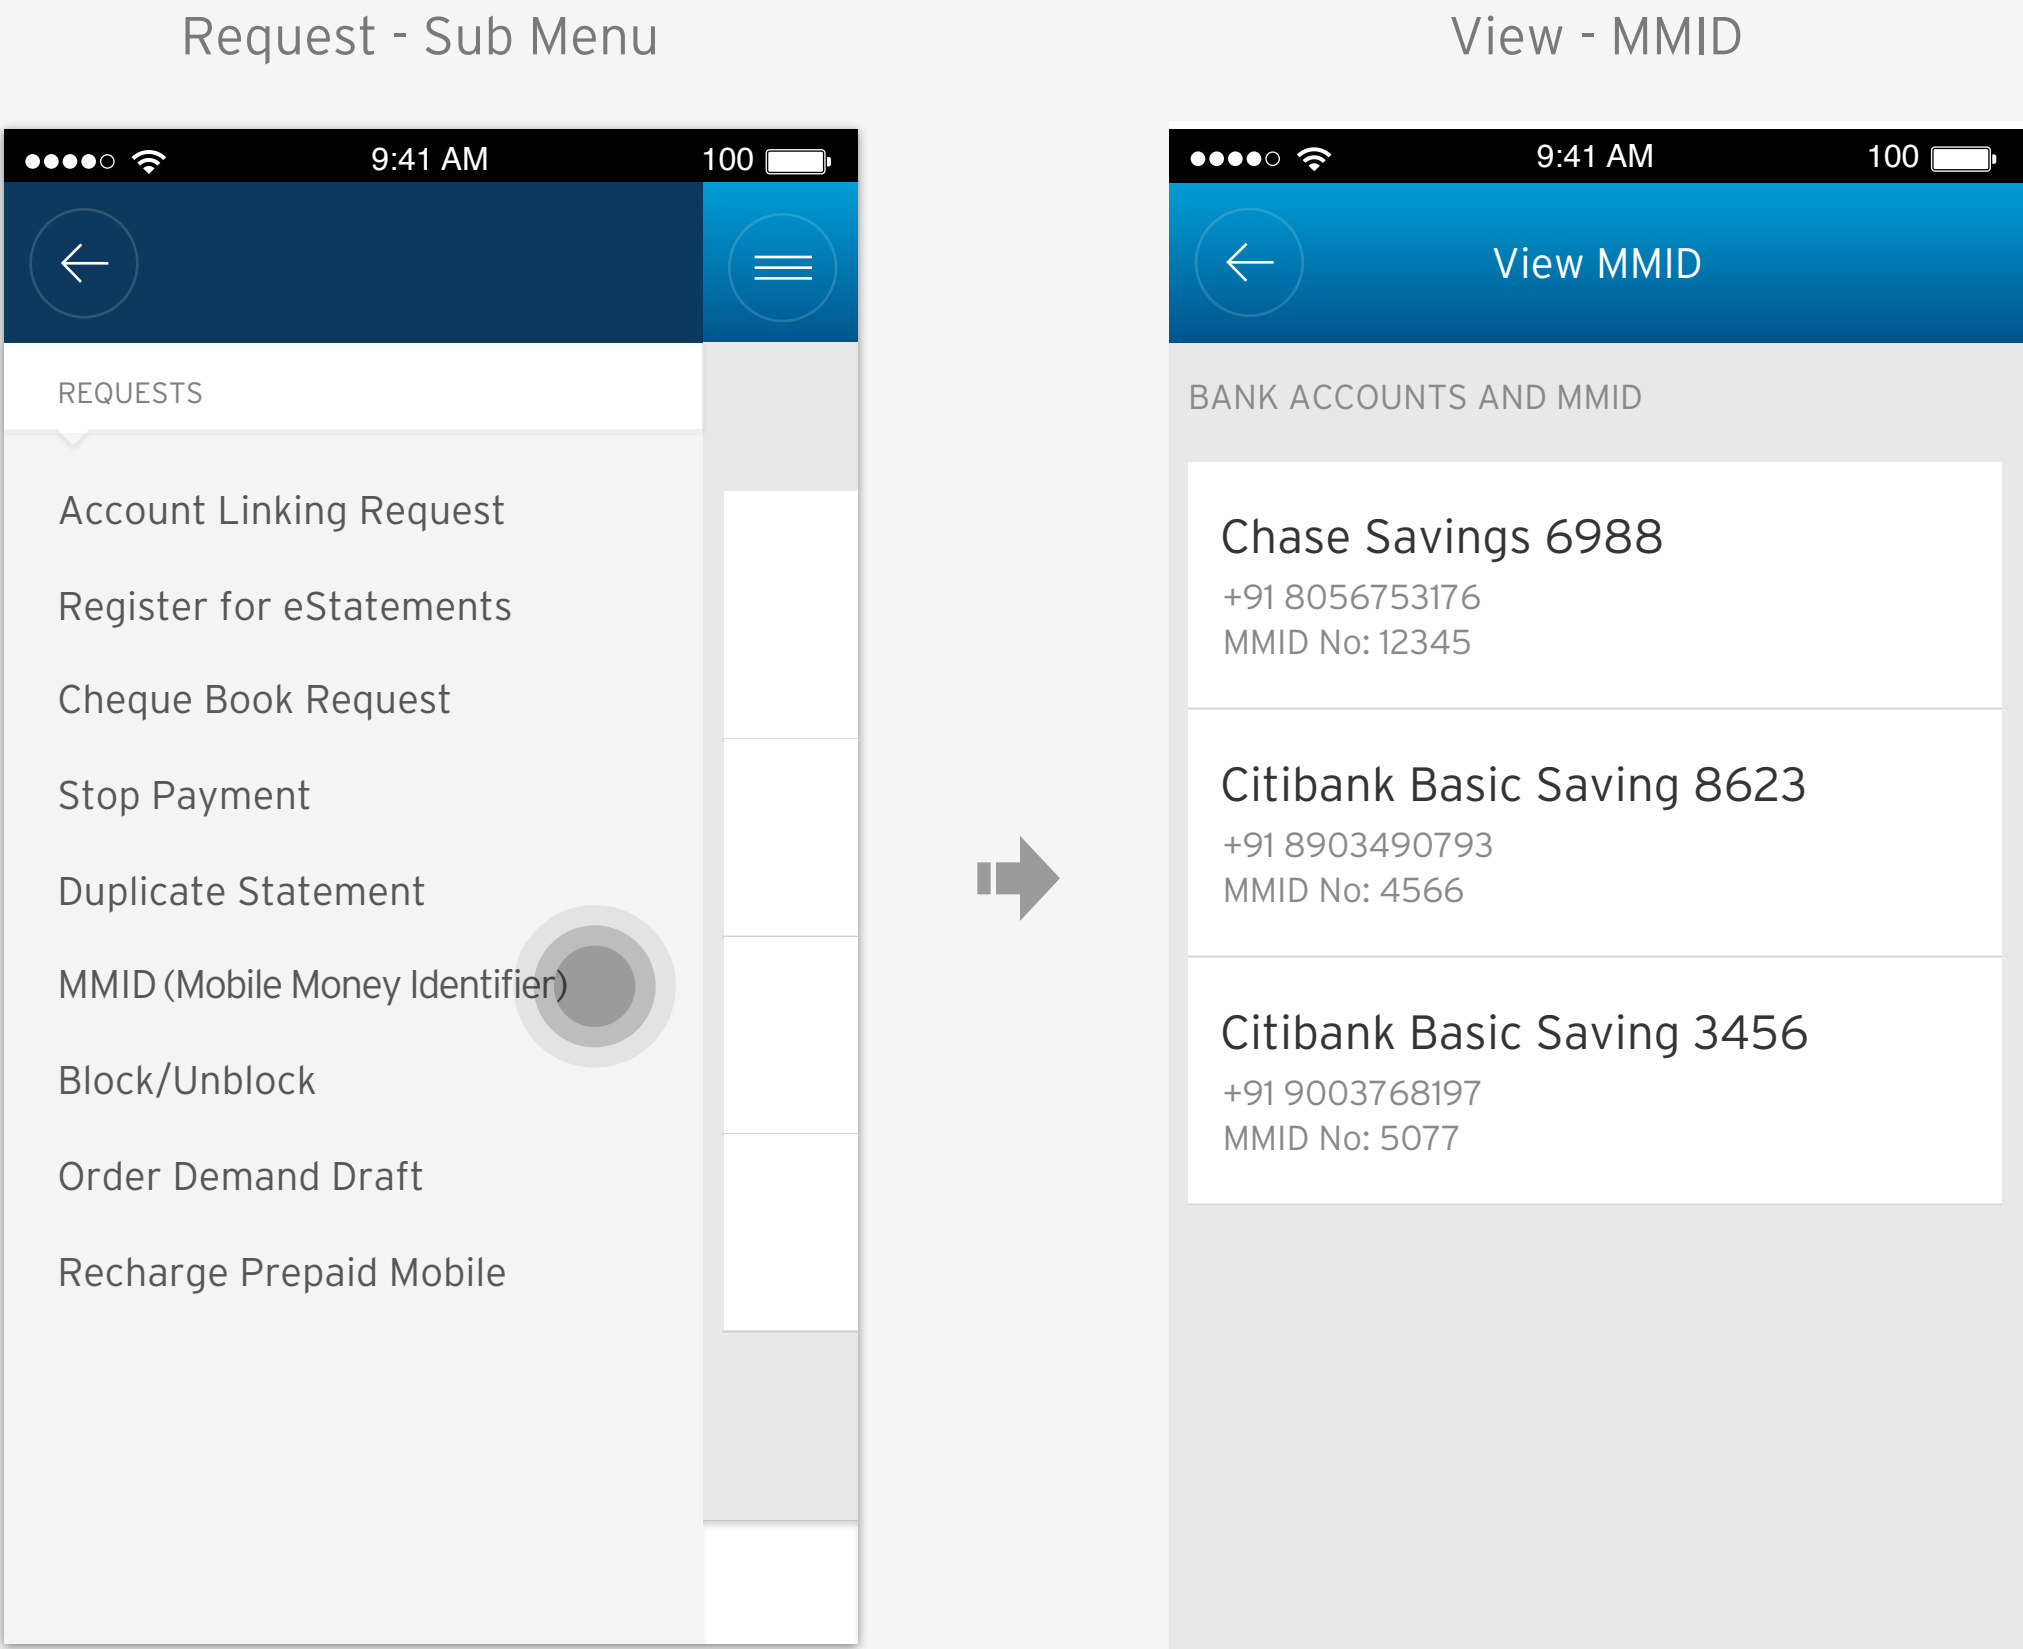 Request - Sub Menu
View - MMID
9:41 AM
100
REQUESTS
Account Linking Request
Register for eStatements
Cheque Book Request
Stop Payment
Duplicate Statement
MMID (Mobile Money Identifier)
Block/Unblock
Order Demand Draft
Recharge Prepaid Mobile
9:41 AM
100
View MMID
BANK ACCOUNTS AND MMID
Chase Savings 6988
+91 8056753176
MMID No: 12345
Citibank Basic Saving 8623
+91 8903490793
MMID No: 4566
Citibank Basic Saving 3456
+91 9003768197
MMID No: 5077